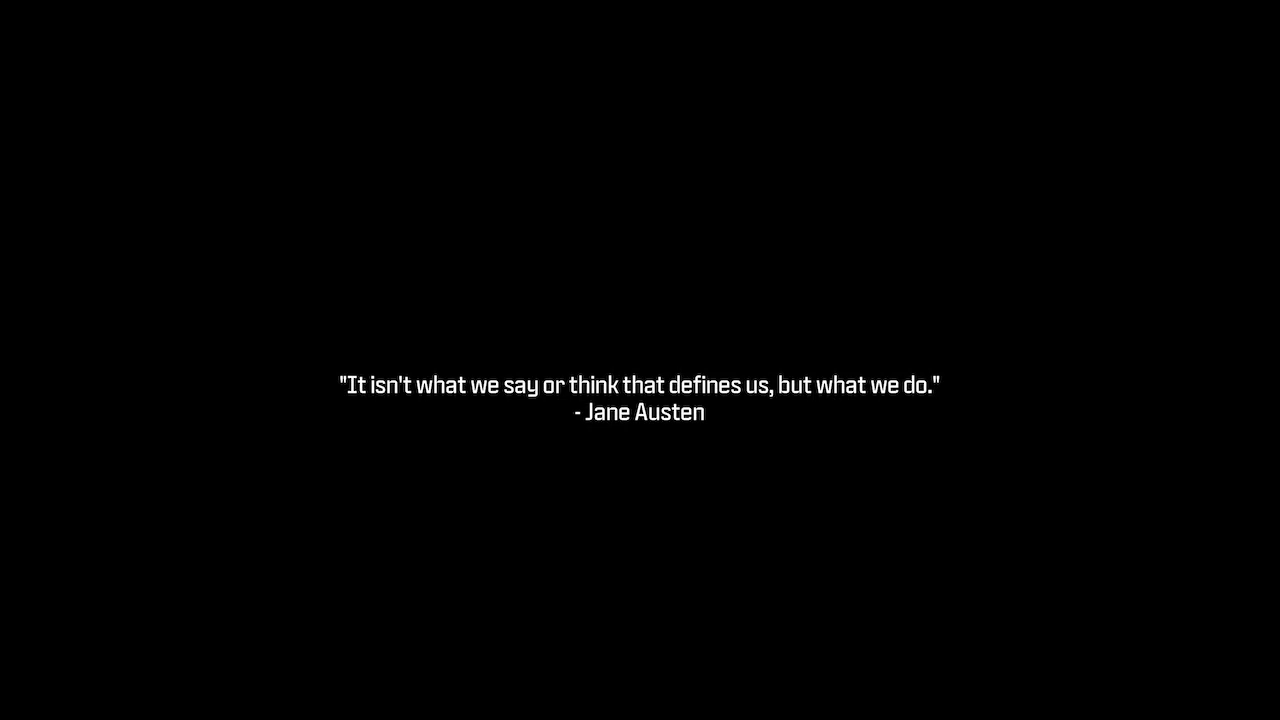 "It isn't what we say or think that defines us, but what we do."
- Jane Austen